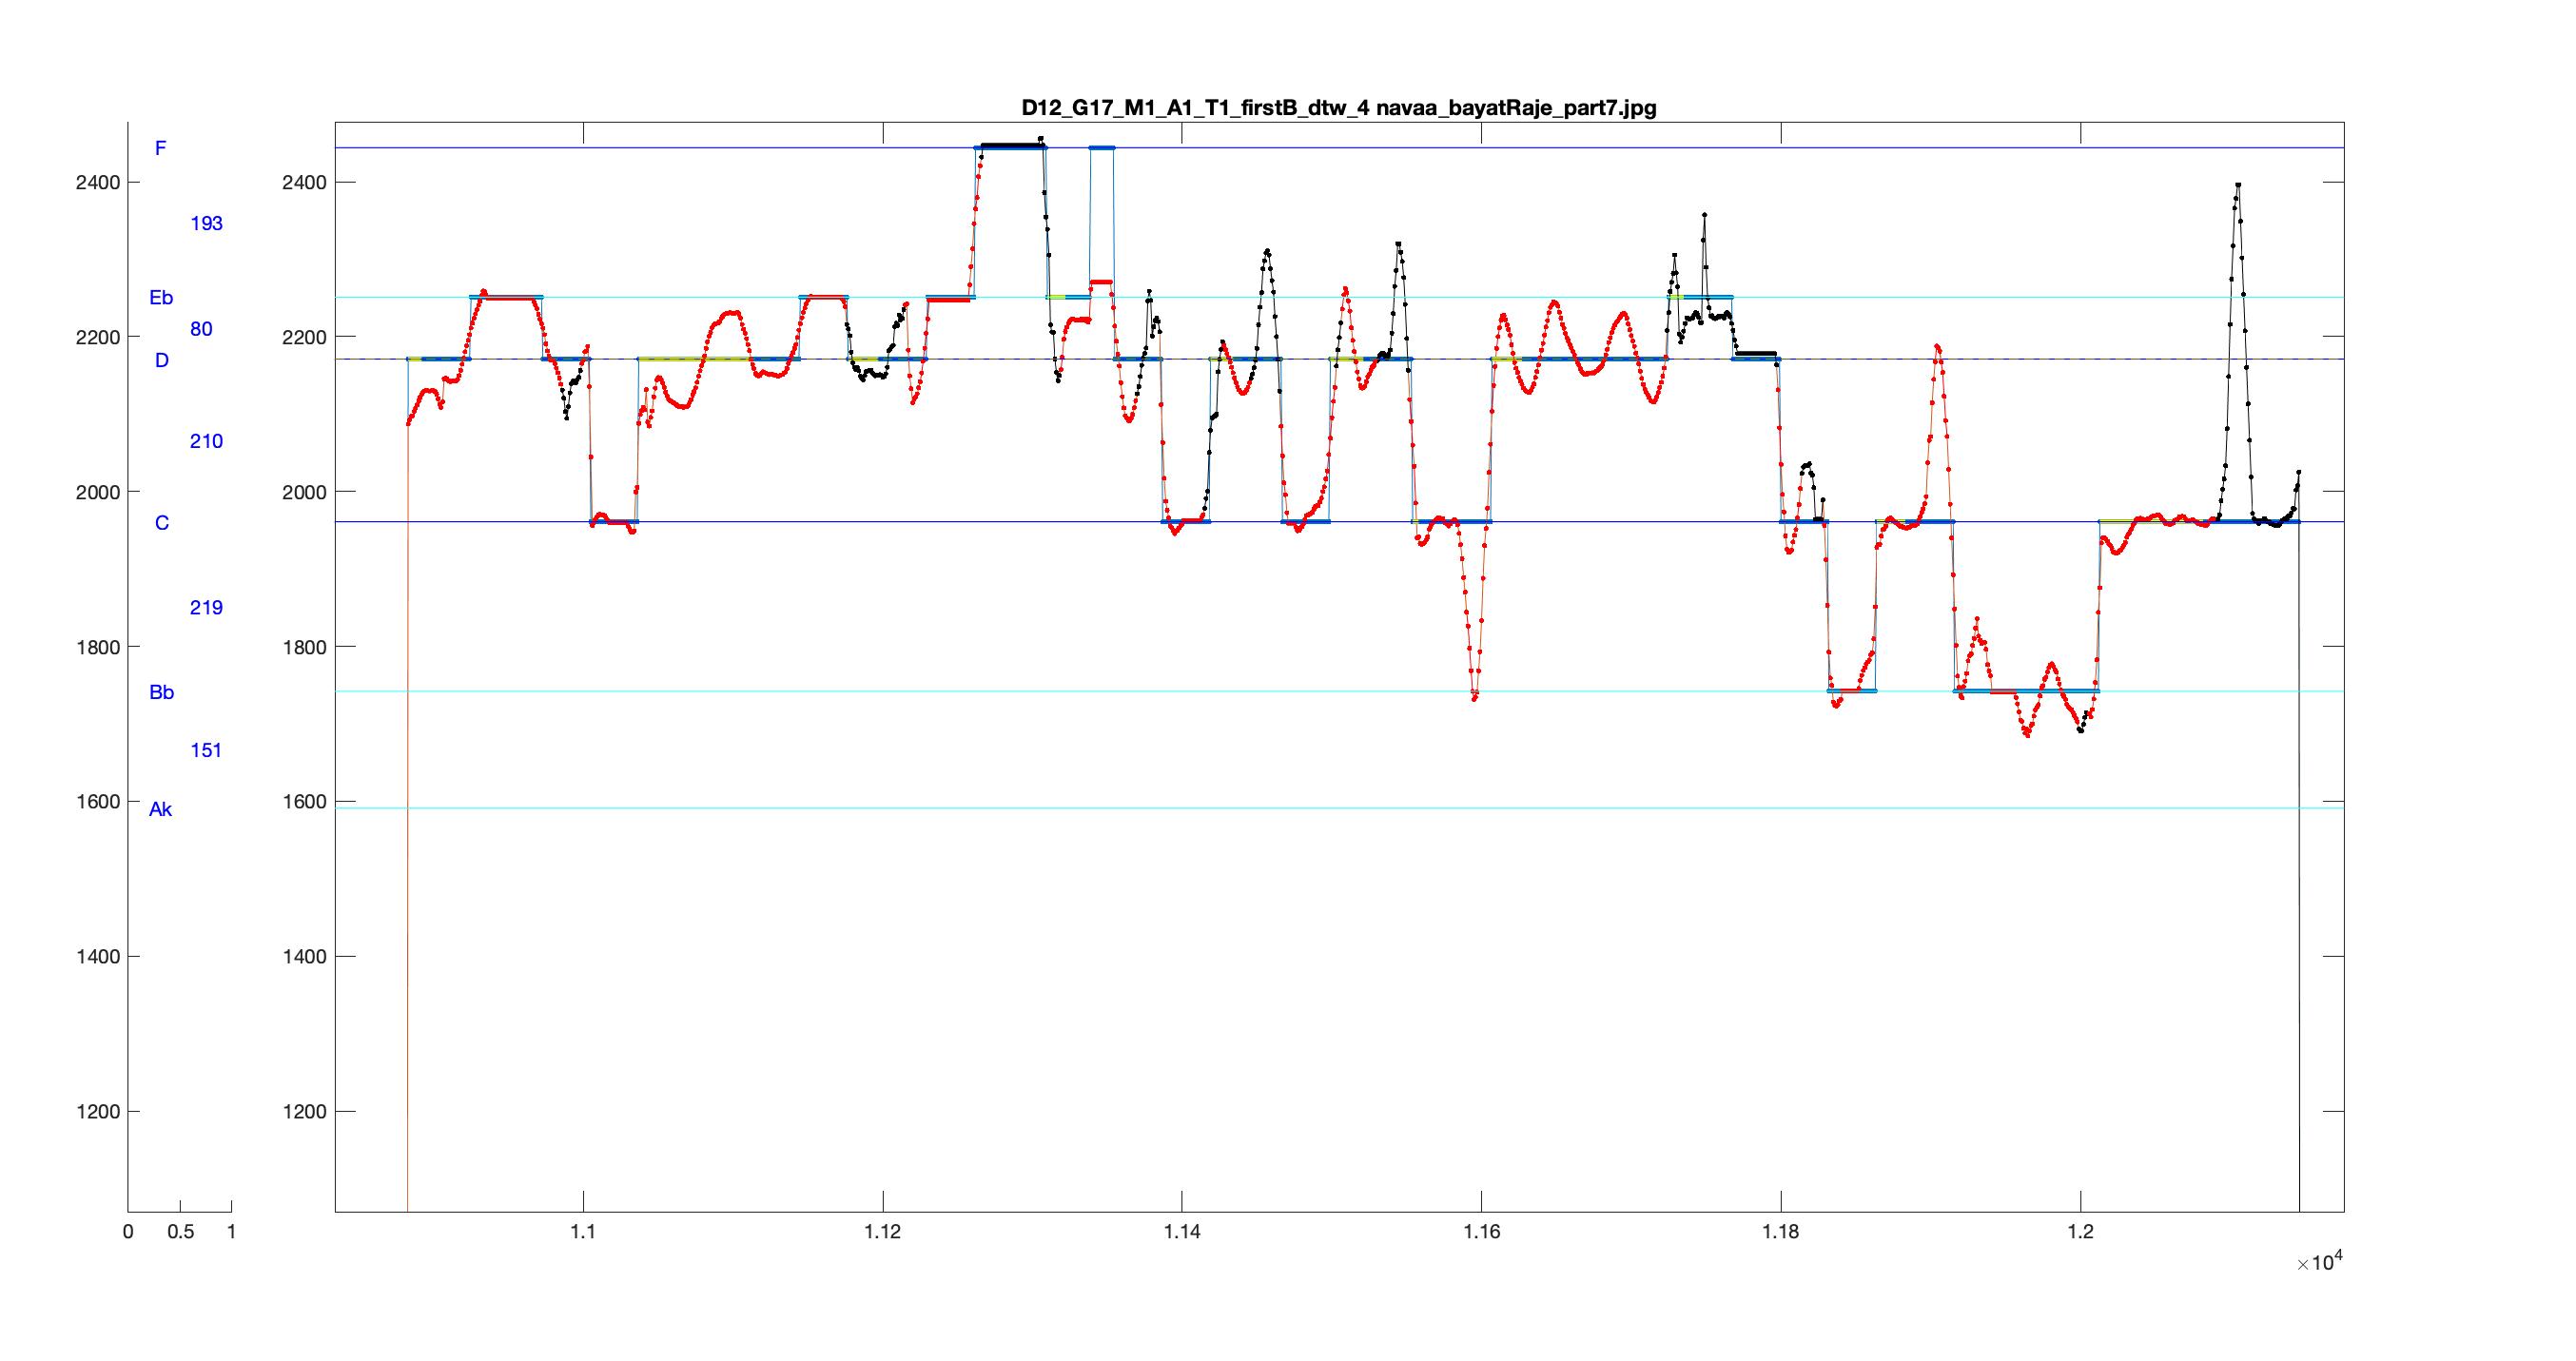 D12_G17_M1_A1_T1_firstB_dtw_4 navaa_bayatRaje_part7.jpg
F
2400 2400
193
Eb
80
2200 2200
D
210
2000 2000
C
219
1800 1800
Bb
151
1600 1600
Ak
1400 1400
1200 1200
0 0.5 1 1.1 1.12 1.14 1.16 1.18 1.2
×10⁴